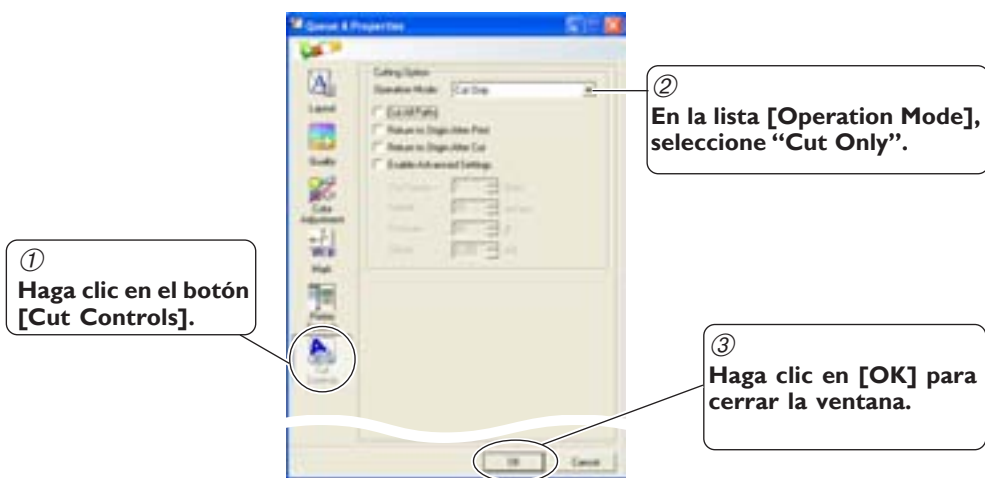 Queue A Properties
Cutting Option
Operation Mode: Cut Only
Cut All Paths
Return to Origin After Print
Return to Origin After Cut
Enable Advanced Settings
Layout
Quality
Color
Adjustment
Mark
Printer
Controls
OK
Cancel
①
Haga clic en el botón
[Cut Controls].
②
En la lista [Operation Mode],
seleccione “Cut Only”.
③
Haga clic en [OK] para
cerrar la ventana.